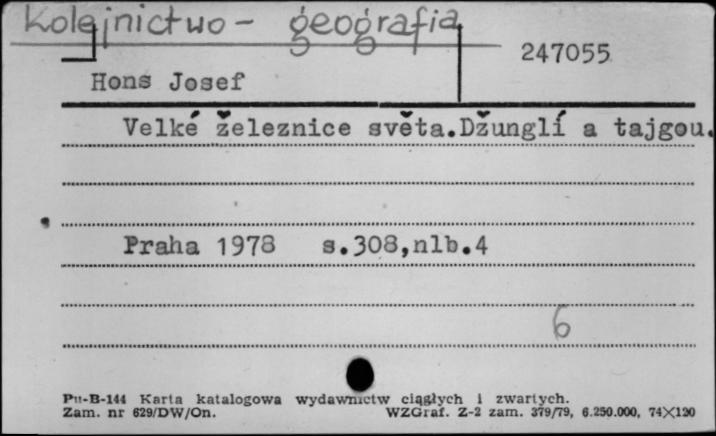 Kolejnictwo - geografia
247055
Hons Josef
Velké železnice světa.Džunglí a tajgou.
Praha 1978 s.308,nlb.4
6
Pu-B-144 Karta katalogowa wydawnictw ciągłych i zwartych.
Zam. nr 629/DW/On. WZGraf. Z-2 zam. 379/79, 6.250.000, 74X120